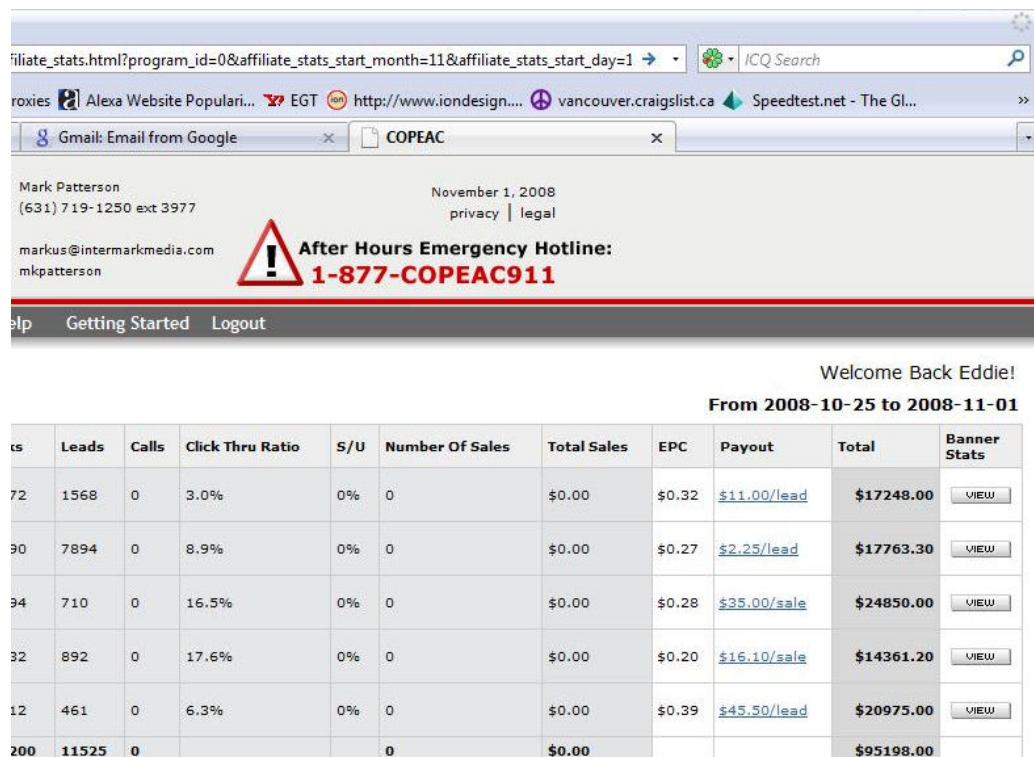 filiate_stats.html?program_id=0&affiliate_stats_start_month=11&affiliate_stats_start_day=1 ICQ Search
roxies Alexa Website Populari... EGT http://www.iondesign.... vancouver.craigslist.ca Speedtest.net - The Gl... »
Gmail: Email from Google COPEAC
Mark Patterson
(631) 719-1250 ext 3977
markus@intermarkmedia.com
mkpatterson
November 1, 2008
privacy | legal
After Hours Emergency Hotline:
1-877-COPEAC911
elp Getting Started Logout
Welcome Back Eddie!
From 2008-10-25 to 2008-11-01
ks Leads Calls Click Thru Ratio S/U Number Of Sales Total Sales EPC Payout Total Banner Stats
72 1568 0 3.0% 0% 0 $0.00 $0.32 $11.00/lead $17248.00 VIEW
90 7894 0 8.9% 0% 0 $0.00 $0.27 $2.25/lead $17763.30 VIEW
94 710 0 16.5% 0% 0 $0.00 $0.28 $35.00/sale $24850.00 VIEW
32 892 0 17.6% 0% 0 $0.00 $0.20 $16.10/sale $14361.20 VIEW
12 461 0 6.3% 0% 0 $0.00 $0.39 $45.50/lead $20975.00 VIEW
200 11525 0 0 $0.00 $95198.00